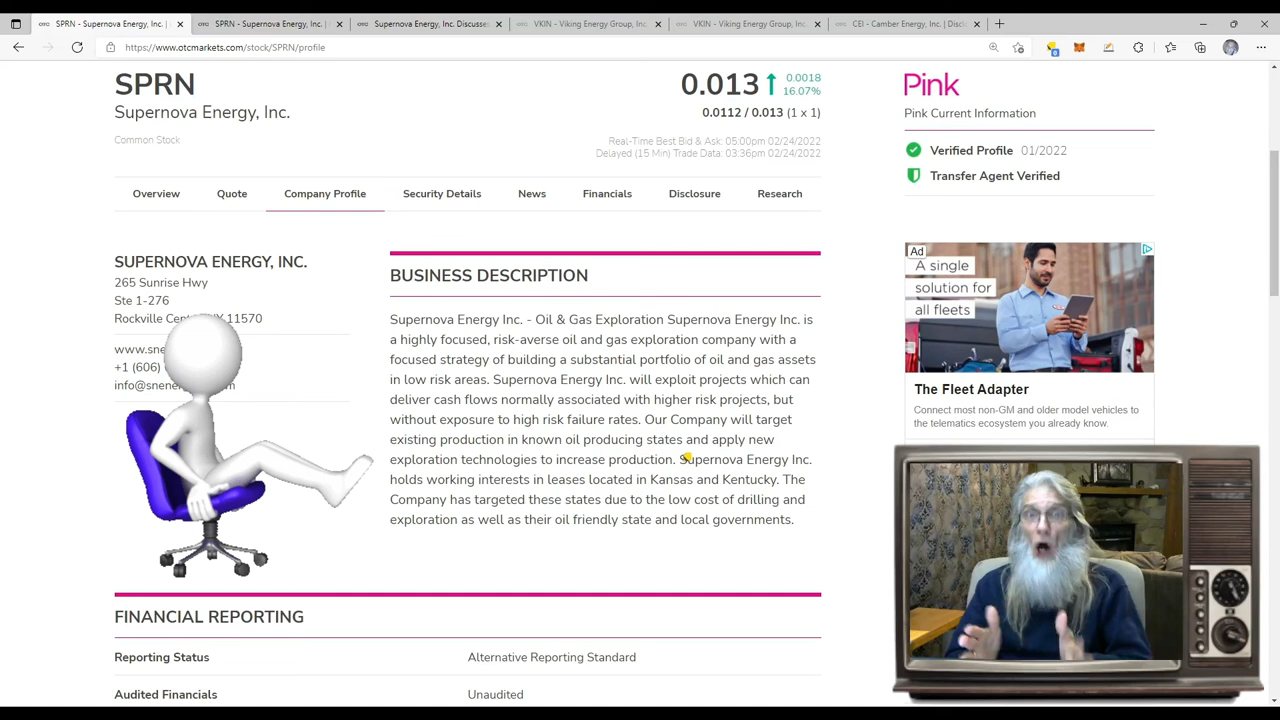 SPRN - Supernova Energy, Inc. |
SPRN - Supernova Energy, Inc. |
Supernova Energy, Inc. Discusses
VKIN - Viking Energy Group, Inc.
VKIN - Viking Energy Group, Inc.
CEI - Camber Energy, Inc. | Discl
https://www.otcmarkets.com/stock/SPRN/profile
SPRN
Supernova Energy, Inc.
Common Stock
0.013
0.0018
16.07%
0.0112 / 0.013 (1 x 1)
Real-Time Best Bid & Ask: 05:00pm 02/24/2022
Delayed (15 Min) Trade Data: 03:36pm 02/24/2022
Pink
Pink Current Information
Verified Profile 01/2022
Transfer Agent Verified
Overview Quote Company Profile Security Details News Financials Disclosure Research
SUPERNOVA ENERGY, INC.
265 Sunrise Hwy
Ste 1-276
Rockville 11570
www.sne
+1 (606)
info@snene m
BUSINESS DESCRIPTION
Supernova Energy Inc. - Oil & Gas Exploration Supernova Energy Inc. is
a highly focused, risk-averse oil and gas exploration company with a
focused strategy of building a substantial portfolio of oil and gas assets
in low risk areas. Supernova Energy Inc. will exploit projects which can
deliver cash flows normally associated with higher risk projects, but
without exposure to high risk failure rates. Our Company will target
existing production in known oil producing states and apply new
exploration technologies to increase production. Supernova Energy Inc.
holds working interests in leases located in Kansas and Kentucky. The
Company has targeted these states due to the low cost of drilling and
exploration as well as their oil friendly state and local governments.
Ad
A single
solution for
all fleets
The Fleet Adapter
Connect most non-GM and older model vehicles to
the telematics ecosystem you already know.
FINANCIAL REPORTING
Reporting Status Alternative Reporting Standard
Audited Financials Unaudited